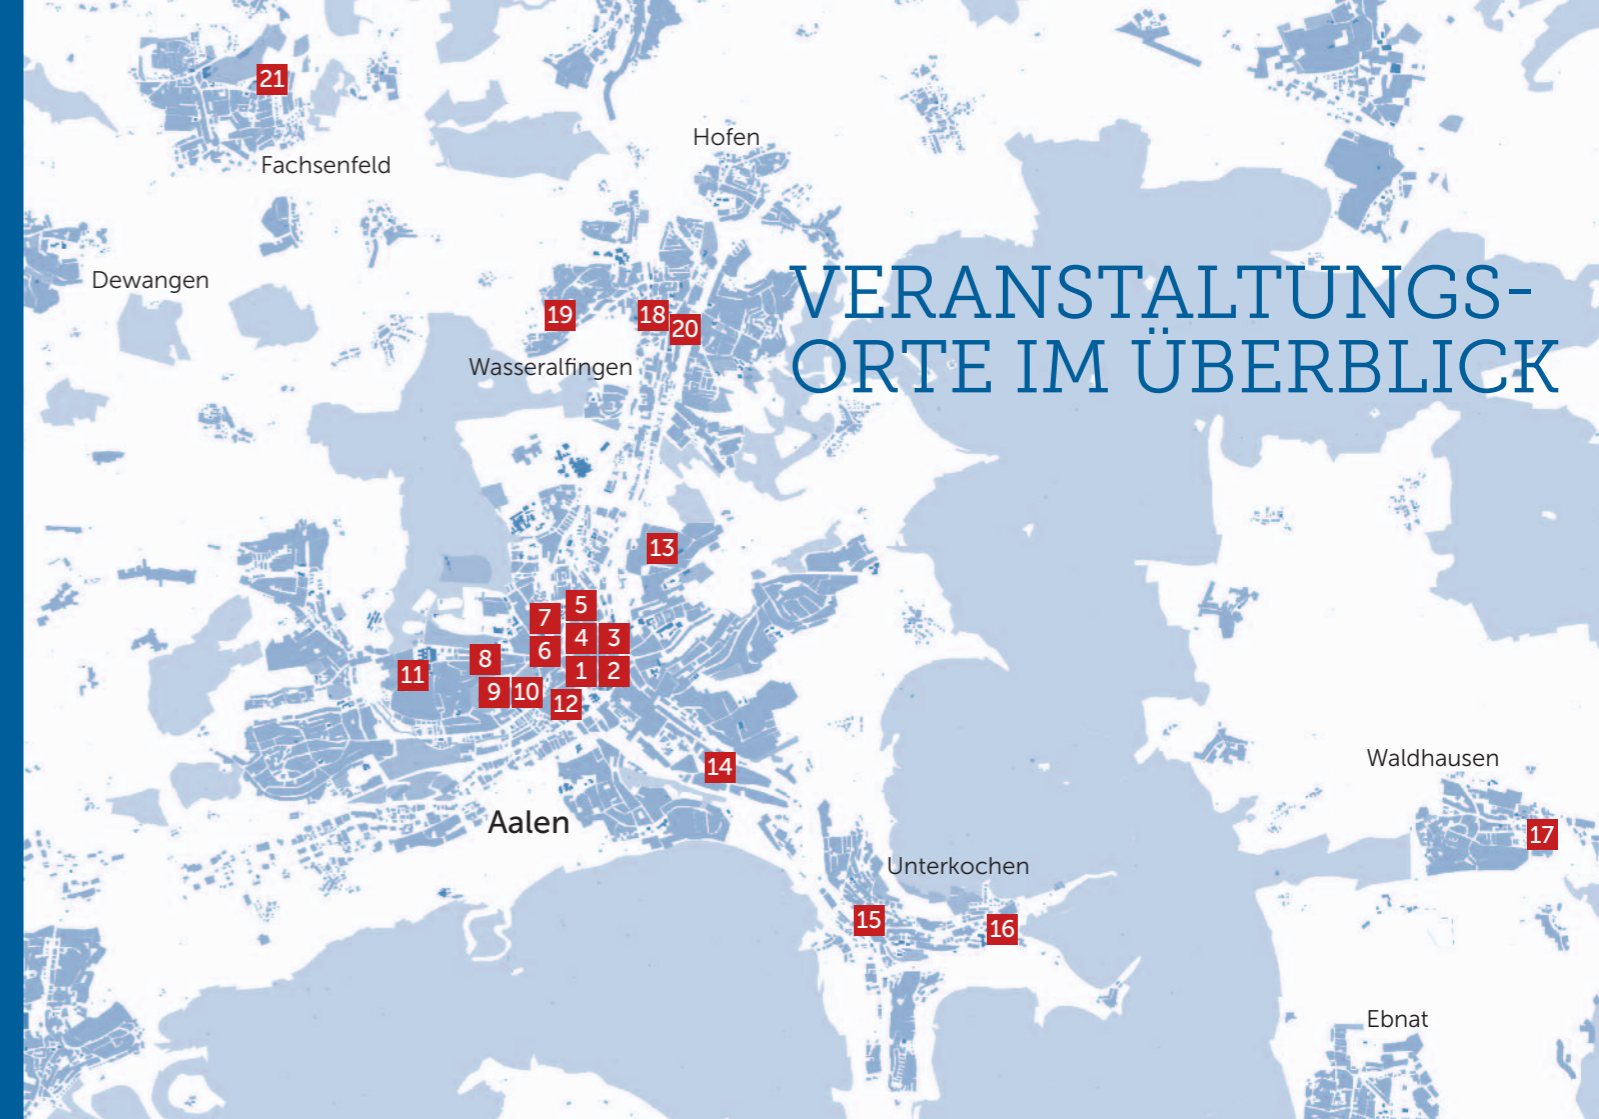 21
Fachsenfeld
Hofen
Dewangen
VERANSTALTUNGS-
ORTE IM ÜBERBLICK
19
18
20
Wasseralfingen
13
5
7
4
3
6
8
1
2
11
9
10
12
14
Aalen
Waldhausen
17
Unterkochen
15
16
Ebnat